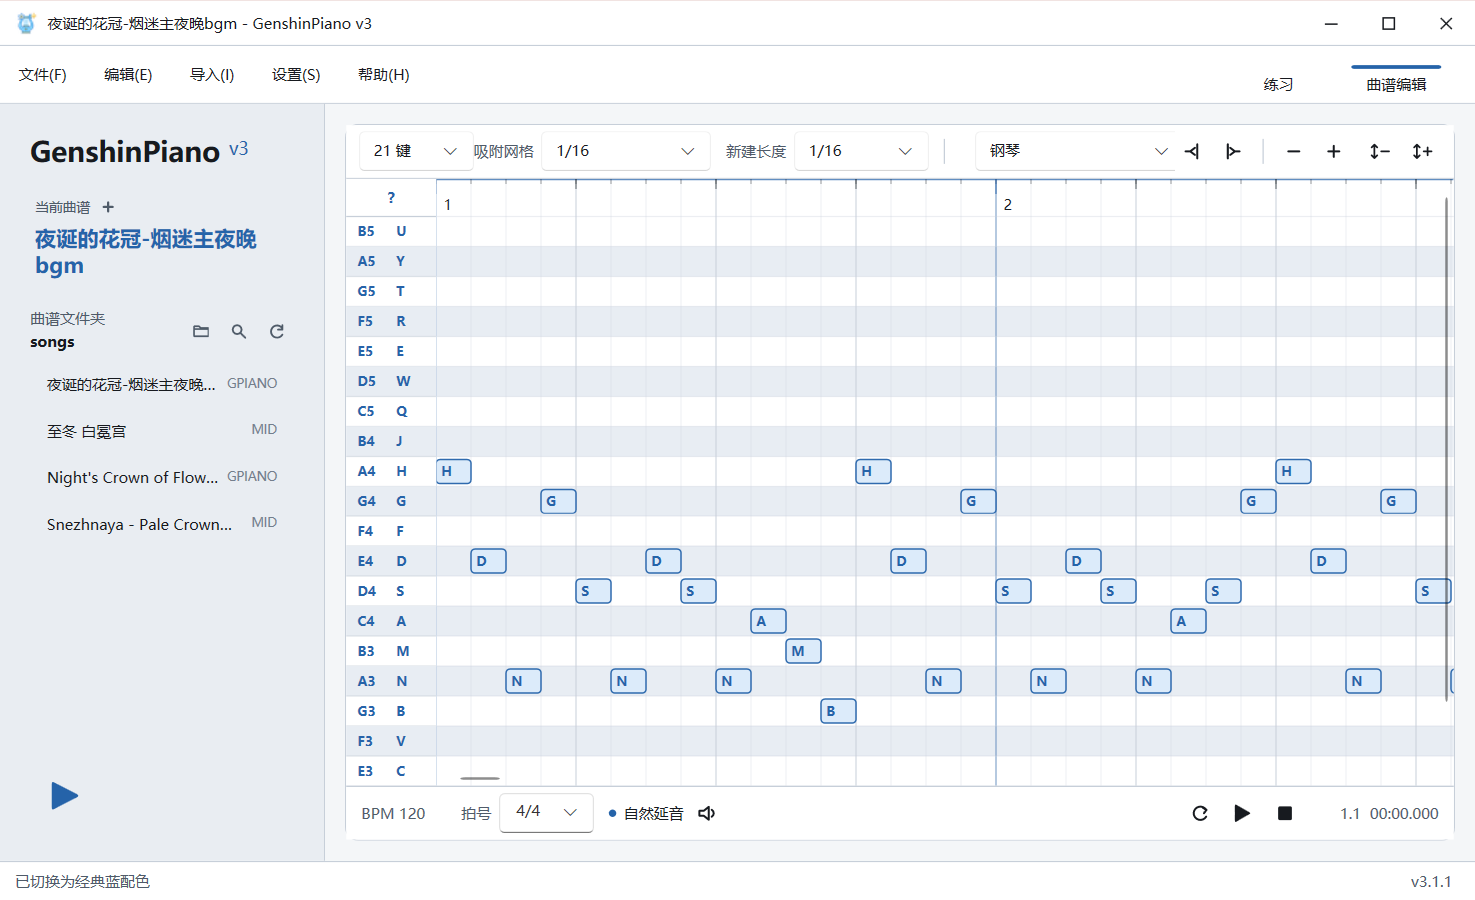 夜诞的花冠-烟迷主夜晚bgm - GenshinPiano v3
文件(F) 编辑(E) 导入(I) 设置(S) 帮助(H)
练习 曲谱编辑
GenshinPiano v3
当前曲谱 +
夜诞的花冠-烟迷主夜晚
bgm
曲谱文件夹
songs
夜诞的花冠-烟迷主夜晚... GPIANO
至冬 白冕宫 MID
Night's Crown of Flow... GPIANO
Snezhnaya - Pale Crown... MID
21 键 吸附网格 1/16 新建长度 1/16 钢琴
? 1 2
B5 U
A5 Y
G5 T
F5 R
E5 E
D5 W
C5 Q
B4 J
A4 H H H H
G4 G G G G G
F4 F
E4 D D D D D D
D4 S S S S S S S
C4 A A A
B3 M M
A3 N N N N N N N N
G3 B B
F3 V
E3 C
BPM 120 拍号 4/4 自然延音 1.1 00:00.000
已切换为经典蓝配色 v3.1.1